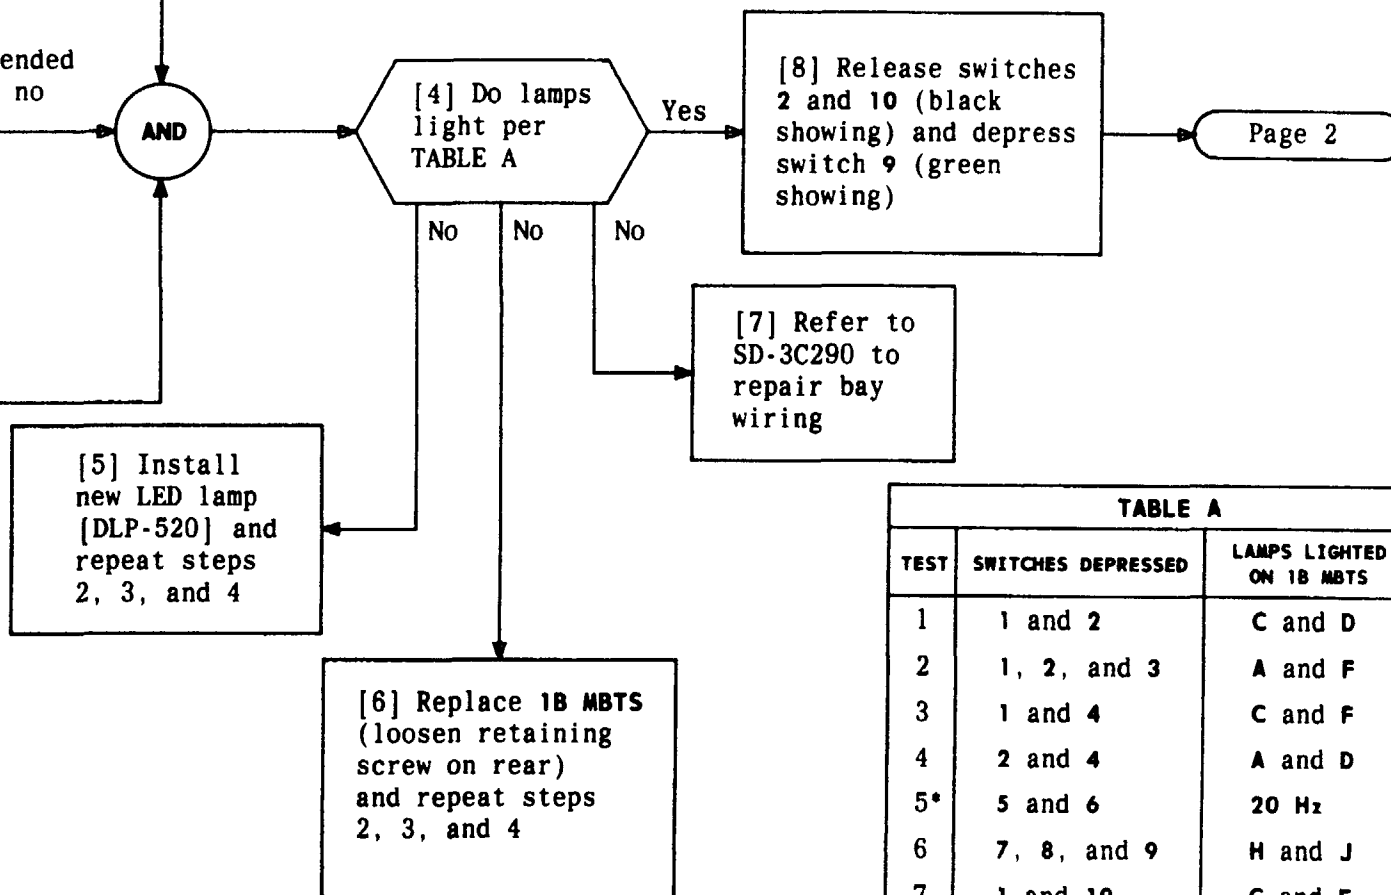 ended
no
AND
[4] Do lamps
light per
TABLE A
Yes
[8] Release switches
2 and 10 (black
showing) and depress
switch 9 (green
showing)
Page 2
No
No
No
[7] Refer to
SD-3C290 to
repair bay
wiring
[5] Install
new LED lamp
[DLP-520] and
repeat steps
2, 3, and 4
[6] Replace 1B MBTS
(loosen retaining
screw on rear)
and repeat steps
2, 3, and 4
TABLE A
TEST SWITCHES DEPRESSED LAMPS LIGHTED
ON 1B MBTS
1 1 and 2 C and D
2 1, 2, and 3 A and F
3 1 and 4 C and F
4 2 and 4 A and D
5* 5 and 6 20 Hz
6 7, 8, and 9 H and J
7 1 and 10 and